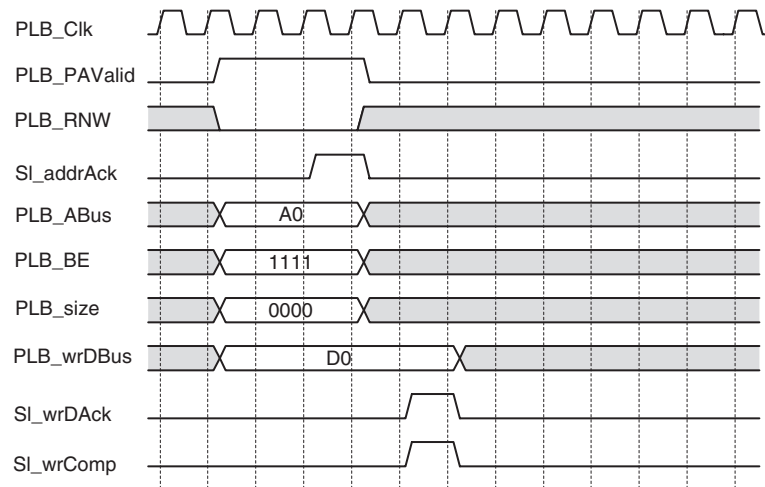 PLB_Clk
PLB_PAValid
PLB_RNW
Sl_addrAck
PLB_ABus A0
PLB_BE 1111
PLB_size 0000
PLB_wrDBus D0
Sl_wrDAck
Sl_wrComp